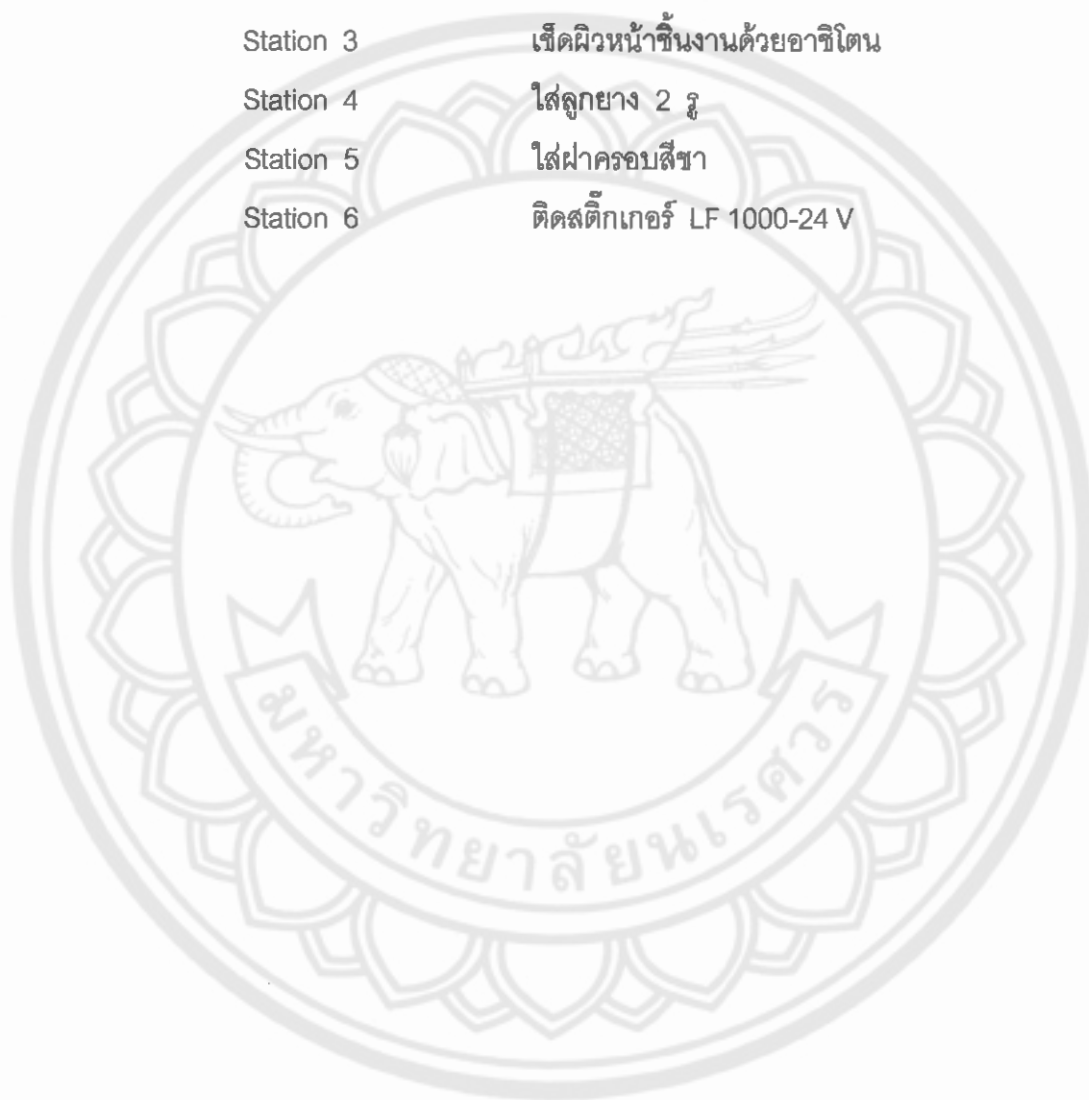 Station 3 เช็ดผิวหน้าชิ้นงานด้วยอาซิโตน
Station 4 ใส่ลูกยาง 2 รู
Station 5 ใส่ฝาครอบสีชา
Station 6 ติดสติ๊กเกอร์ LF 1000-24 V
มหาวิทยาลัยนเรศวร